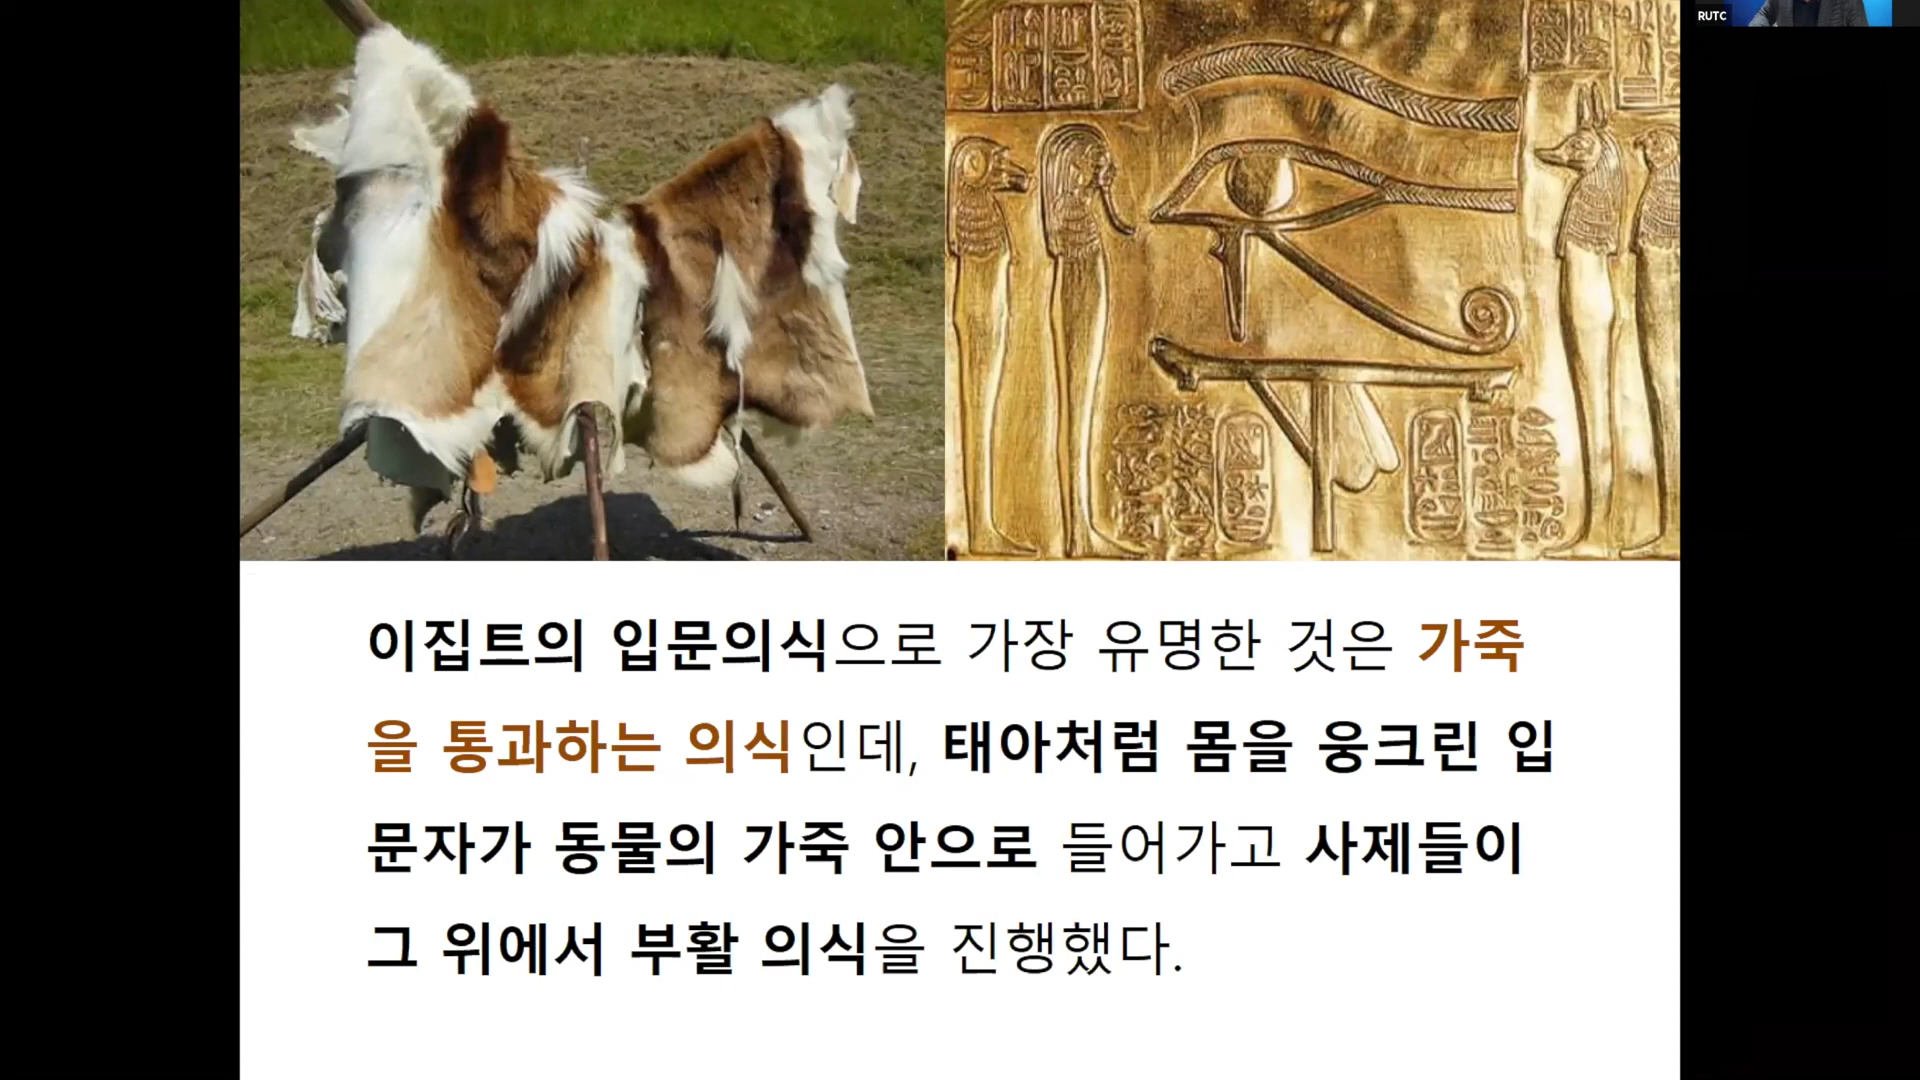 RUTC
이집트의 입문의식으로 가장 유명한 것은 가죽
을 통과하는 의식인데, 태아처럼 몸을 웅크린 입
문자가 동물의 가죽 안으로 들어가고 사제들이
그 위에서 부활 의식을 진행했다.